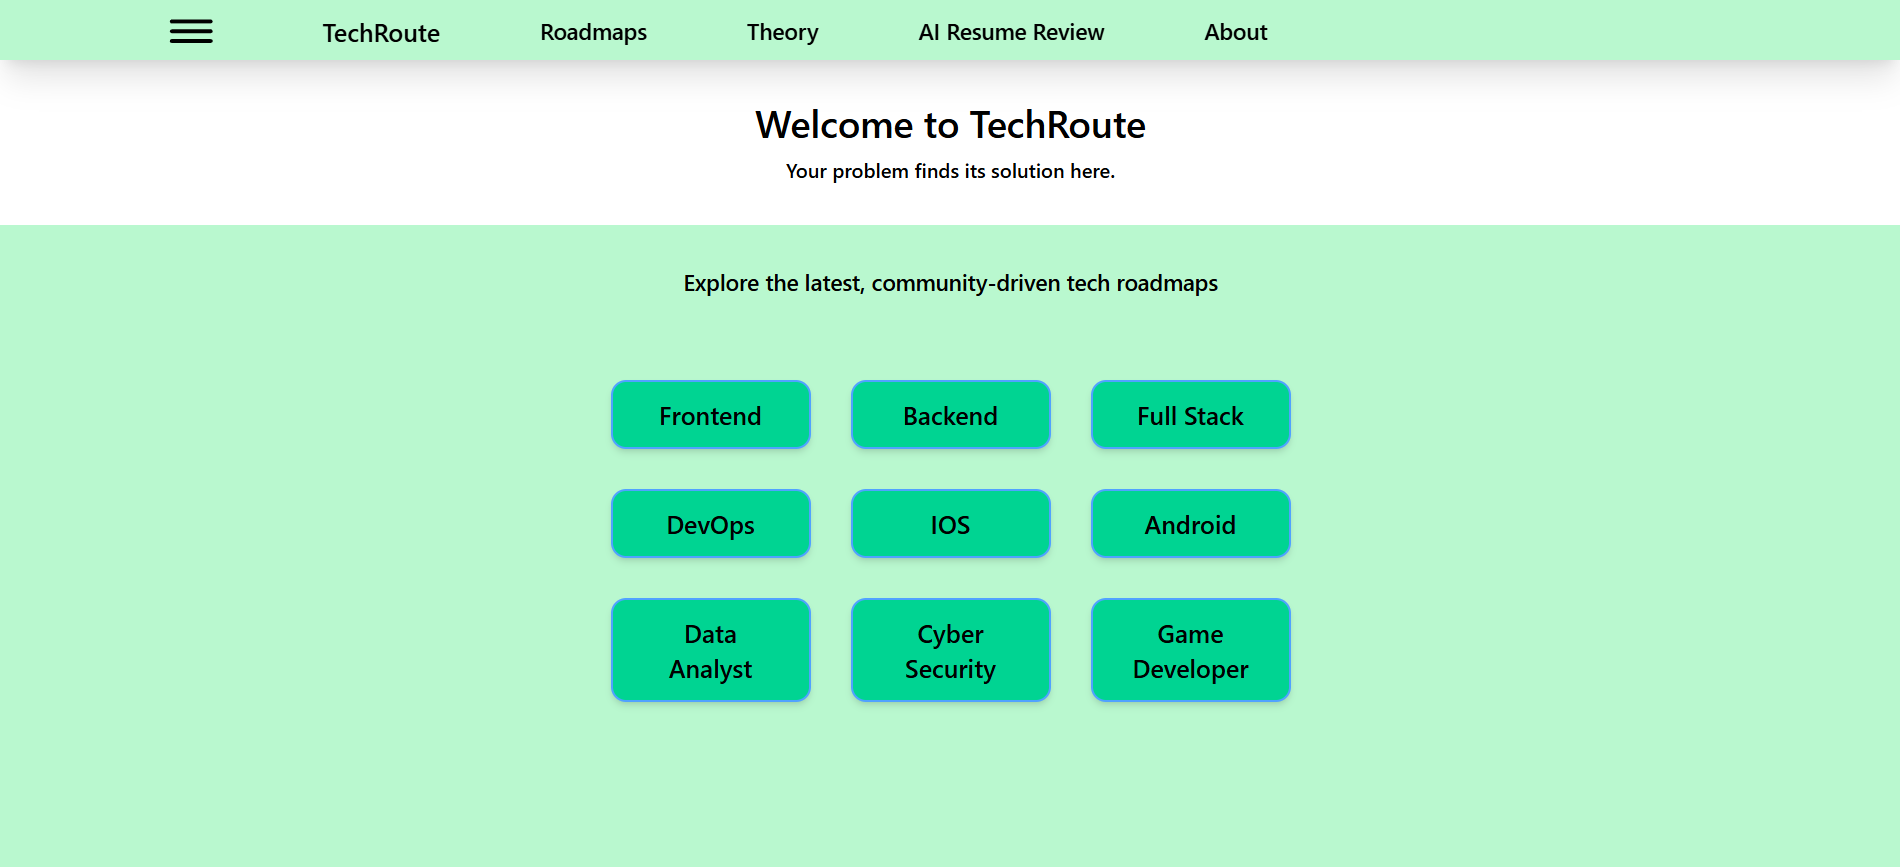 TechRoute Roadmaps Theory AI Resume Review About
Welcome to TechRoute
Your problem finds its solution here.
Explore the latest, community-driven tech roadmaps
Frontend Backend Full Stack
DevOps IOS Android
Data Analyst
Cyber Security
Game Developer